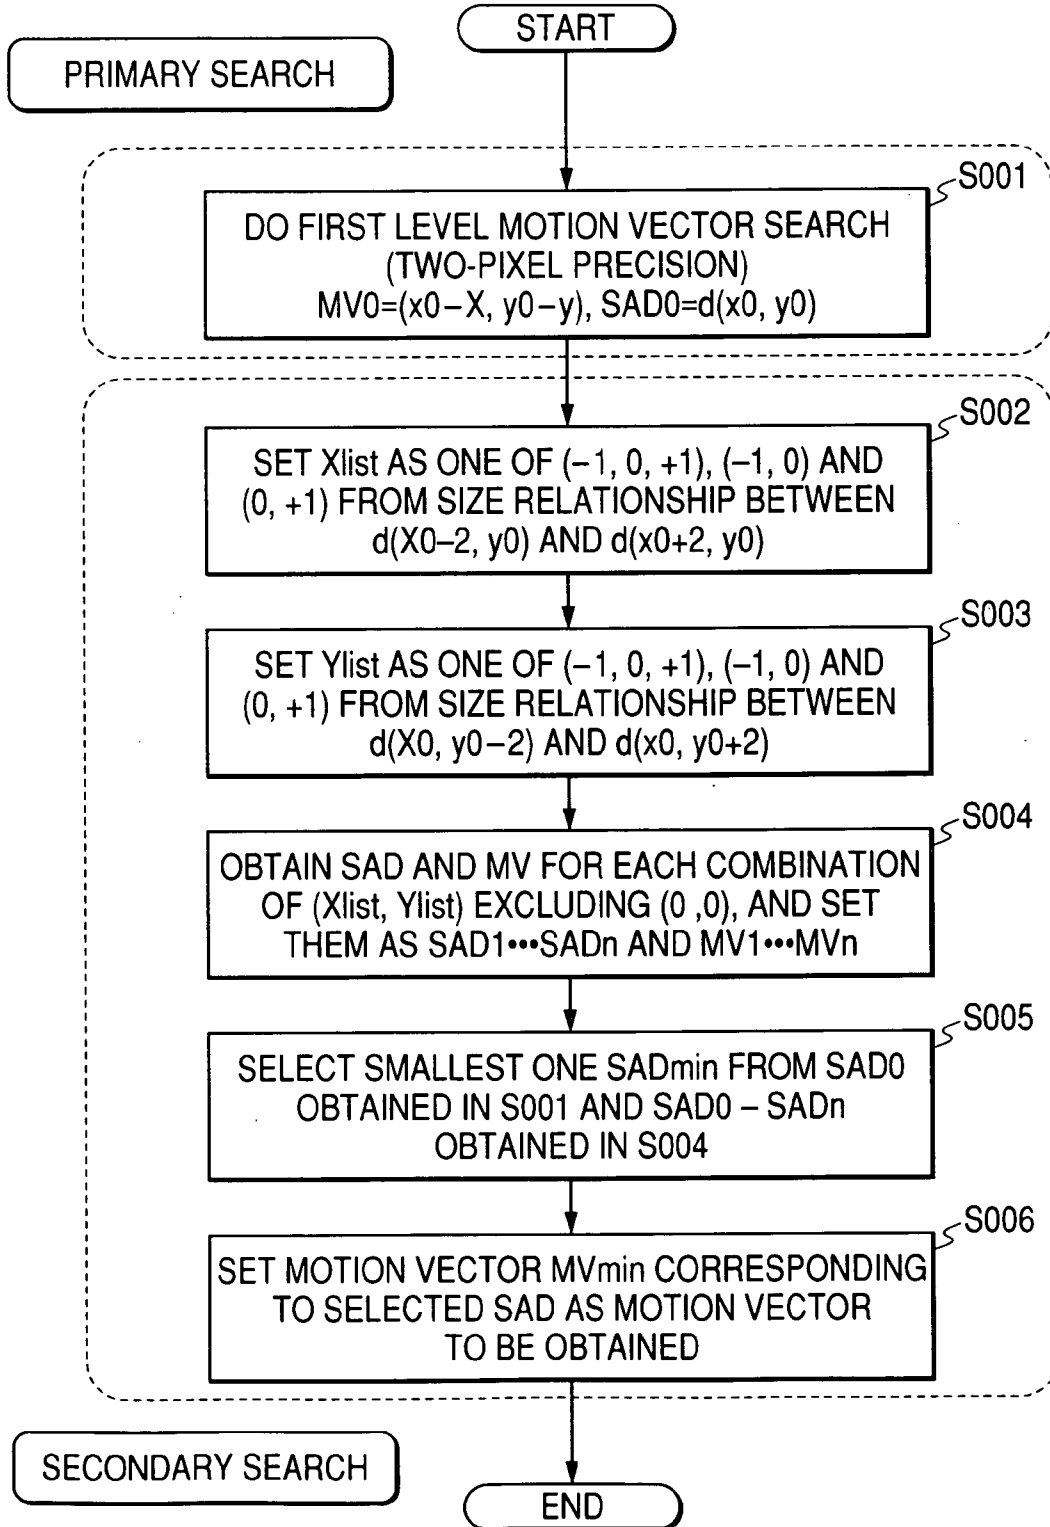 START
PRIMARY SEARCH
S001
DO FIRST LEVEL MOTION VECTOR SEARCH
(TWO-PIXEL PRECISION)
MV0=(x0−X, y0−y), SAD0=d(x0, y0)
S002
SET Xlist AS ONE OF (−1, 0, +1), (−1, 0) AND
(0, +1) FROM SIZE RELATIONSHIP BETWEEN
d(X0−2, y0) AND d(x0+2, y0)
S003
SET Ylist AS ONE OF (−1, 0, +1), (−1, 0) AND
(0, +1) FROM SIZE RELATIONSHIP BETWEEN
d(X0, y0−2) AND d(x0, y0+2)
S004
OBTAIN SAD AND MV FOR EACH COMBINATION
OF (Xlist, Ylist) EXCLUDING (0 ,0), AND SET
THEM AS SAD1•••SADn AND MV1•••MVn
S005
SELECT SMALLEST ONE SADmin FROM SAD0
OBTAINED IN S001 AND SAD0 − SADn
OBTAINED IN S004
S006
SET MOTION VECTOR MVmin CORRESPONDING
TO SELECTED SAD AS MOTION VECTOR
TO BE OBTAINED
SECONDARY SEARCH
END